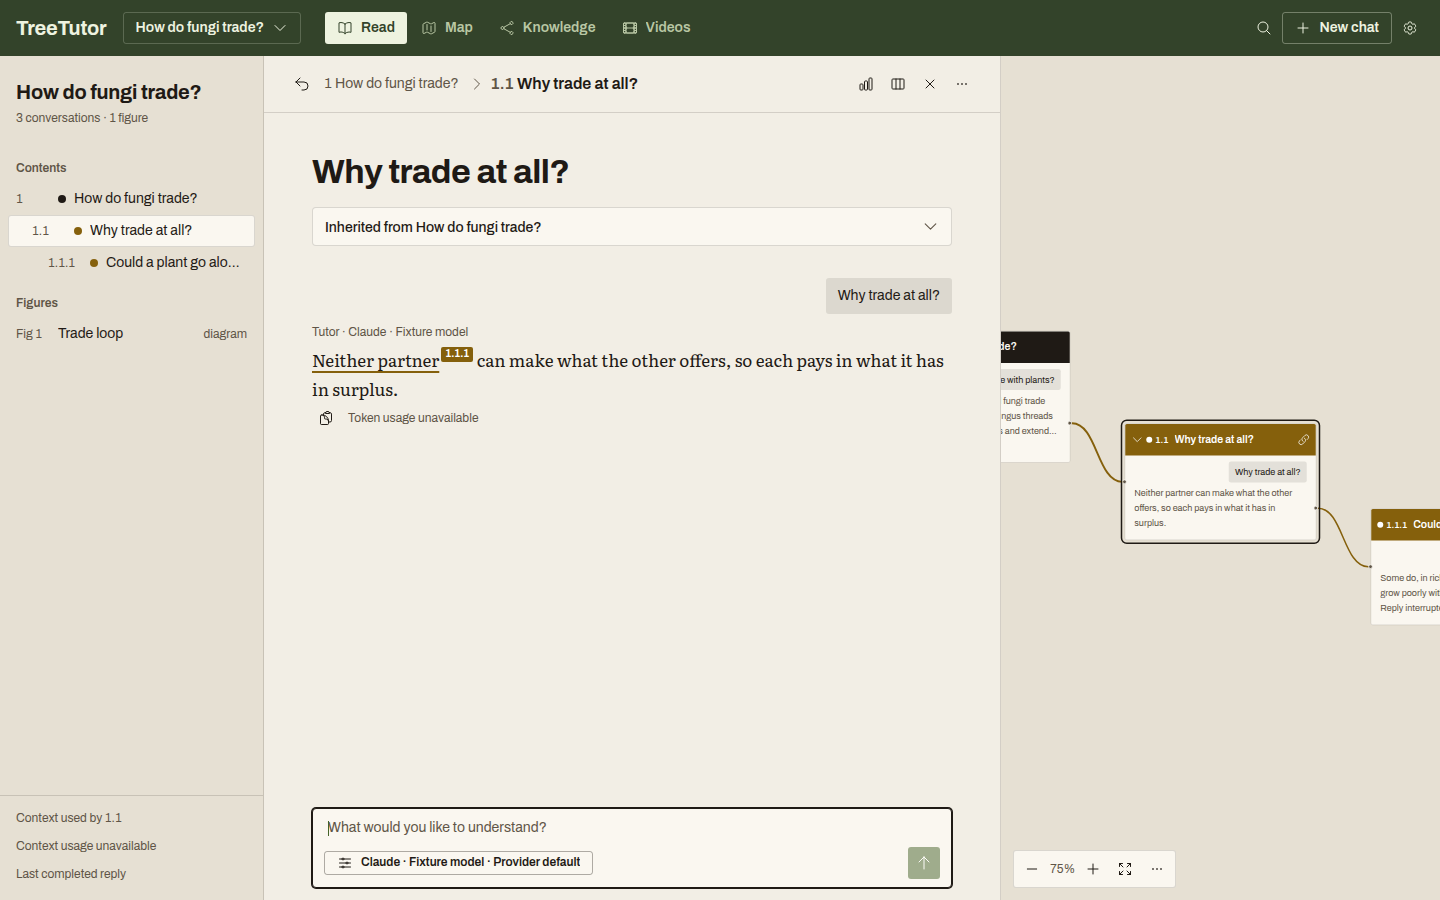 TreeTutor
How do fungi trade?
Read
Map
Knowledge
Videos
New chat
How do fungi trade?
3 conversations · 1 figure
Contents
1 How do fungi trade?
1.1 Why trade at all?
1.1.1 Could a plant go alo...
Figures
Fig 1 Trade loop diagram
Context used by 1.1
Context usage unavailable
Last completed reply
1 How do fungi trade?
1.1 Why trade at all?
Why trade at all?
Inherited from How do fungi trade?
Why trade at all?
Tutor · Claude · Fixture model
Neither partner 1.1.1 can make what the other offers, so each pays in what it has
in surplus.
Token usage unavailable
What would you like to understand?
Claude · Fixture model · Provider default
de?
e with plants?
fungi trade
ngus threads
s and extend...
1.1 Why trade at all?
Why trade at all?
Neither partner can make what the other
offers, so each pays in what it has in
surplus.
1.1.1 Could
Some do, in ric
grow poorly wit
Reply interrupt
75%